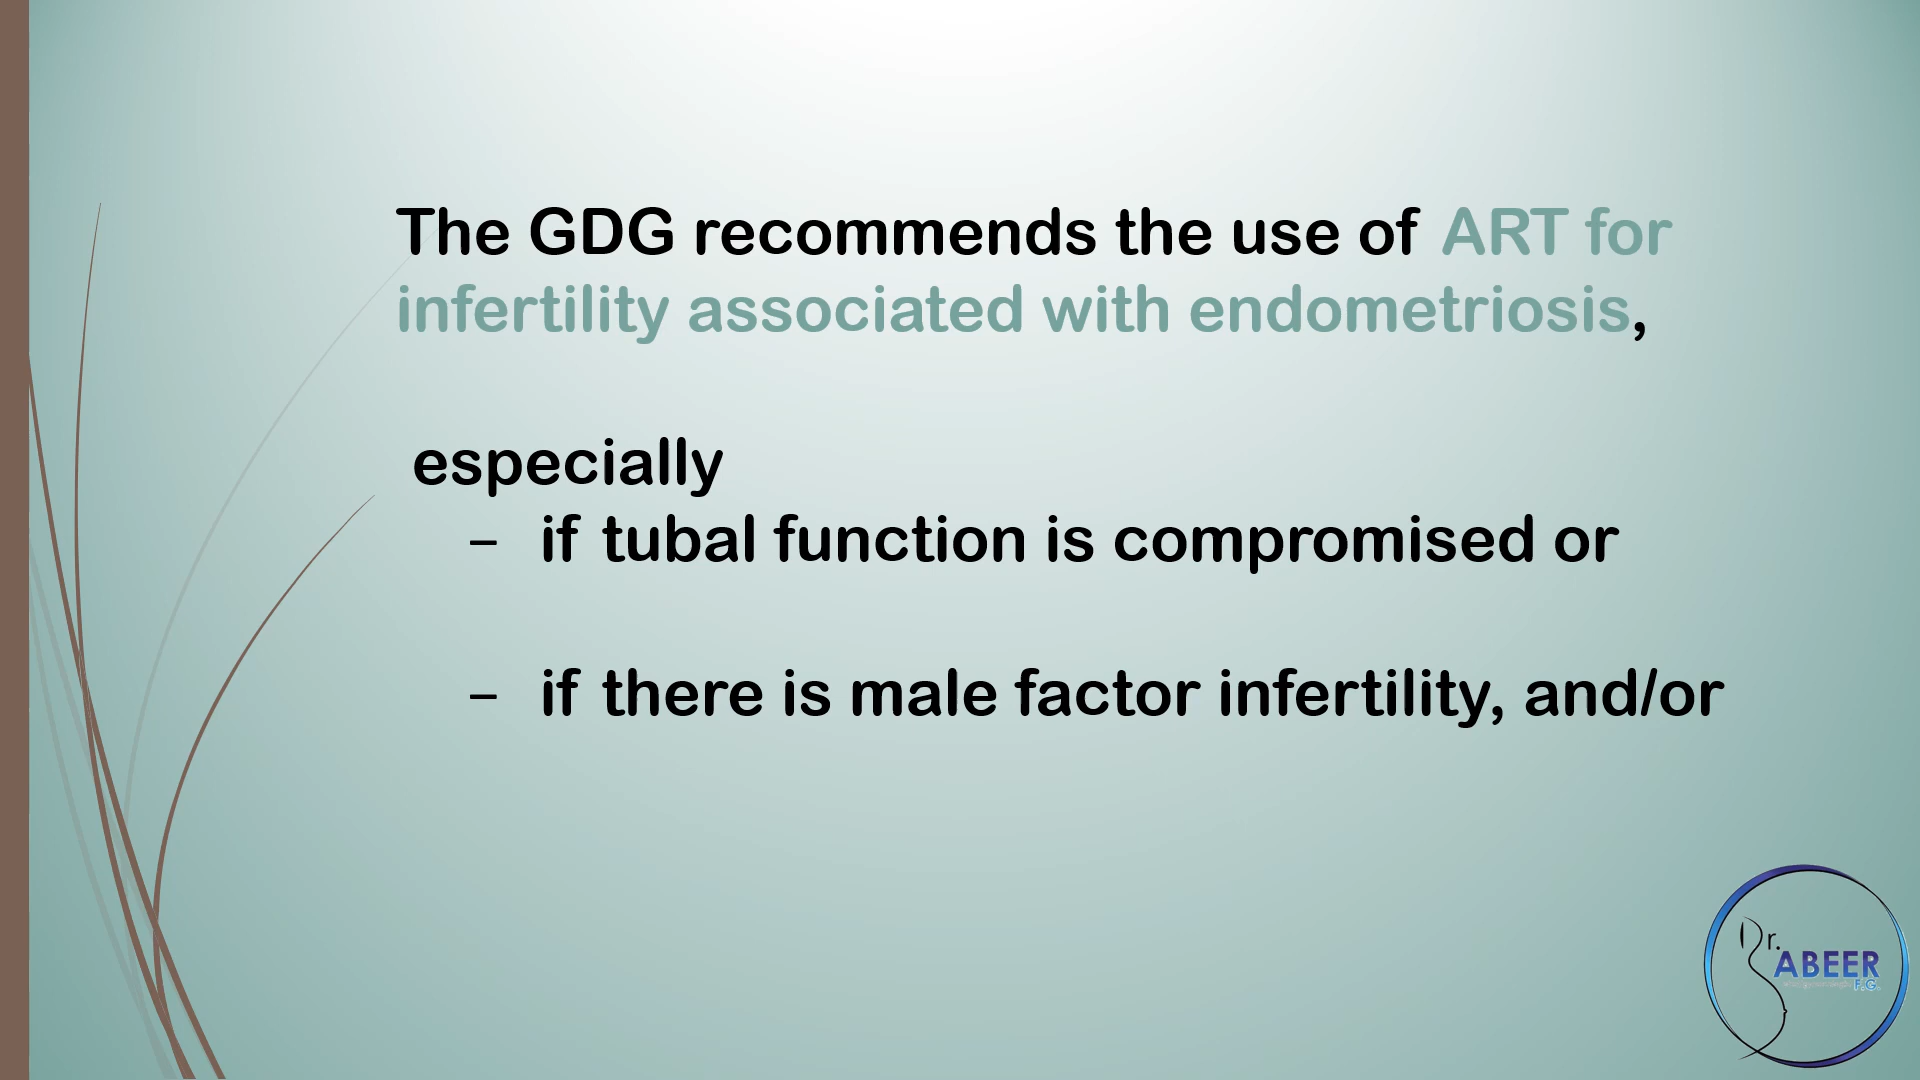 The GDG recommends the use of ART for
infertility associated with endometriosis,
especially
– if tubal function is compromised or
– if there is male factor infertility, and/or
Dr.
ABEER
F.G.